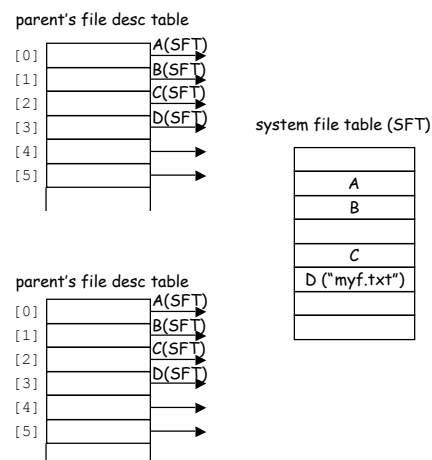 parent's file desc table
[0] A(SFT)
[1] B(SFT)
[2] C(SFT)
[3] D(SFT)
[4]
[5]
system file table (SFT)
A
B
C
D ("myf.txt")
parent's file desc table
[0] A(SFT)
[1] B(SFT)
[2] C(SFT)
[3] D(SFT)
[4]
[5]